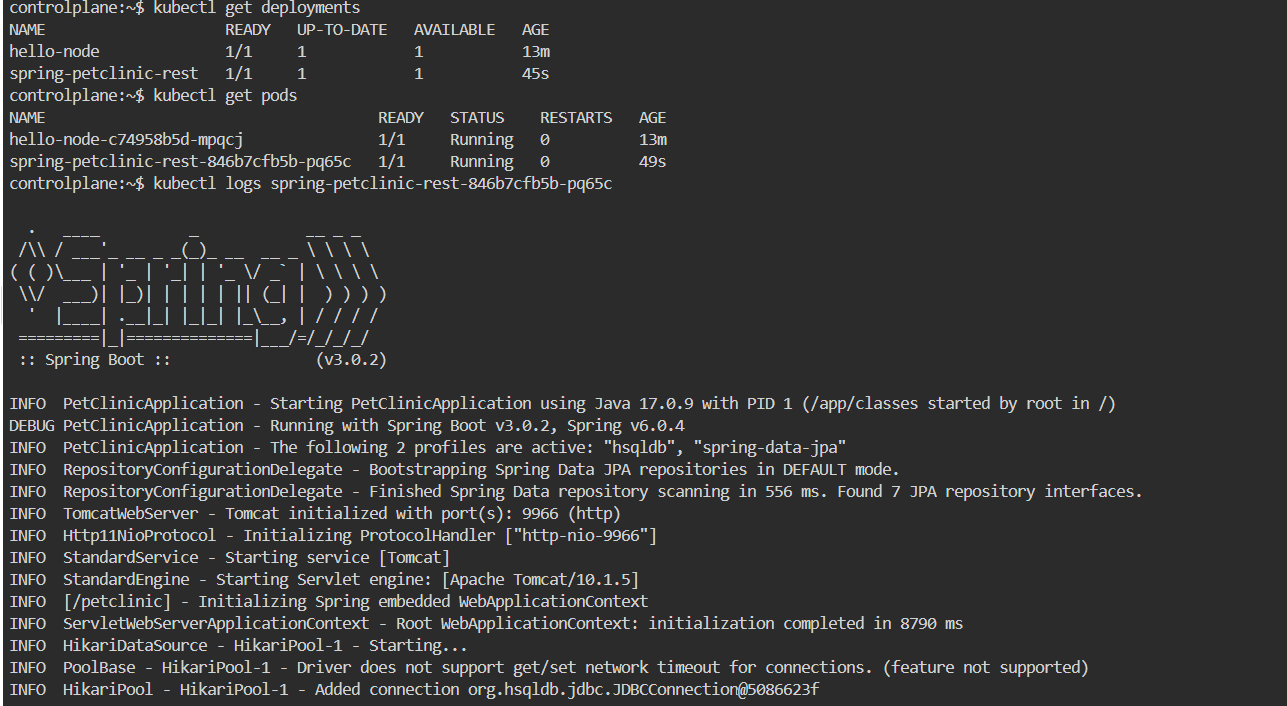 controlplane:~$ kubectl get deployments
NAME                    READY   UP-TO-DATE   AVAILABLE   AGE
hello-node              1/1     1            1           13m
spring-petclinic-rest   1/1     1            1           45s
controlplane:~$ kubectl get pods
NAME                                     READY   STATUS    RESTARTS   AGE
hello-node-c74958b5d-mpqcj               1/1     Running   0          13m
spring-petclinic-rest-846b7cfb5b-pq65c   1/1     Running   0          49s
controlplane:~$ kubectl logs spring-petclinic-rest-846b7cfb5b-pq65c

  .   ____          _            __ _ _
 /\\ / ___'_ __ _ _(_)_ __  __ _ \ \ \ \
( ( )\___ | '_ | '_| | '_ \/ _` | \ \ \ \
 \\/  ___)| |_)| | | | | || (_| |  ) ) ) )
  '  |____| .__|_| |_|_| |_\__, | / / / /
 =========|_|==============|___/=/_/_/_/
 :: Spring Boot ::                (v3.0.2)

INFO  PetClinicApplication - Starting PetClinicApplication using Java 17.0.9 with PID 1 (/app/classes started by root in /)
DEBUG PetClinicApplication - Running with Spring Boot v3.0.2, Spring v6.0.4
INFO  PetClinicApplication - The following 2 profiles are active: "hsqldb", "spring-data-jpa"
INFO  RepositoryConfigurationDelegate - Bootstrapping Spring Data JPA repositories in DEFAULT mode.
INFO  RepositoryConfigurationDelegate - Finished Spring Data repository scanning in 556 ms. Found 7 JPA repository interfaces.
INFO  TomcatWebServer - Tomcat initialized with port(s): 9966 (http)
INFO  Http11NioProtocol - Initializing ProtocolHandler ["http-nio-9966"]
INFO  StandardService - Starting service [Tomcat]
INFO  StandardEngine - Starting Servlet engine: [Apache Tomcat/10.1.5]
INFO  [/petclinic] - Initializing Spring embedded WebApplicationContext
INFO  ServletWebServerApplicationContext - Root WebApplicationContext: initialization completed in 8790 ms
INFO  HikariDataSource - HikariPool-1 - Starting...
INFO  PoolBase - HikariPool-1 - Driver does not support get/set network timeout for connections. (feature not supported)
INFO  HikariPool - HikariPool-1 - Added connection org.hsqldb.jdbc.JDBCConnection@5086623f